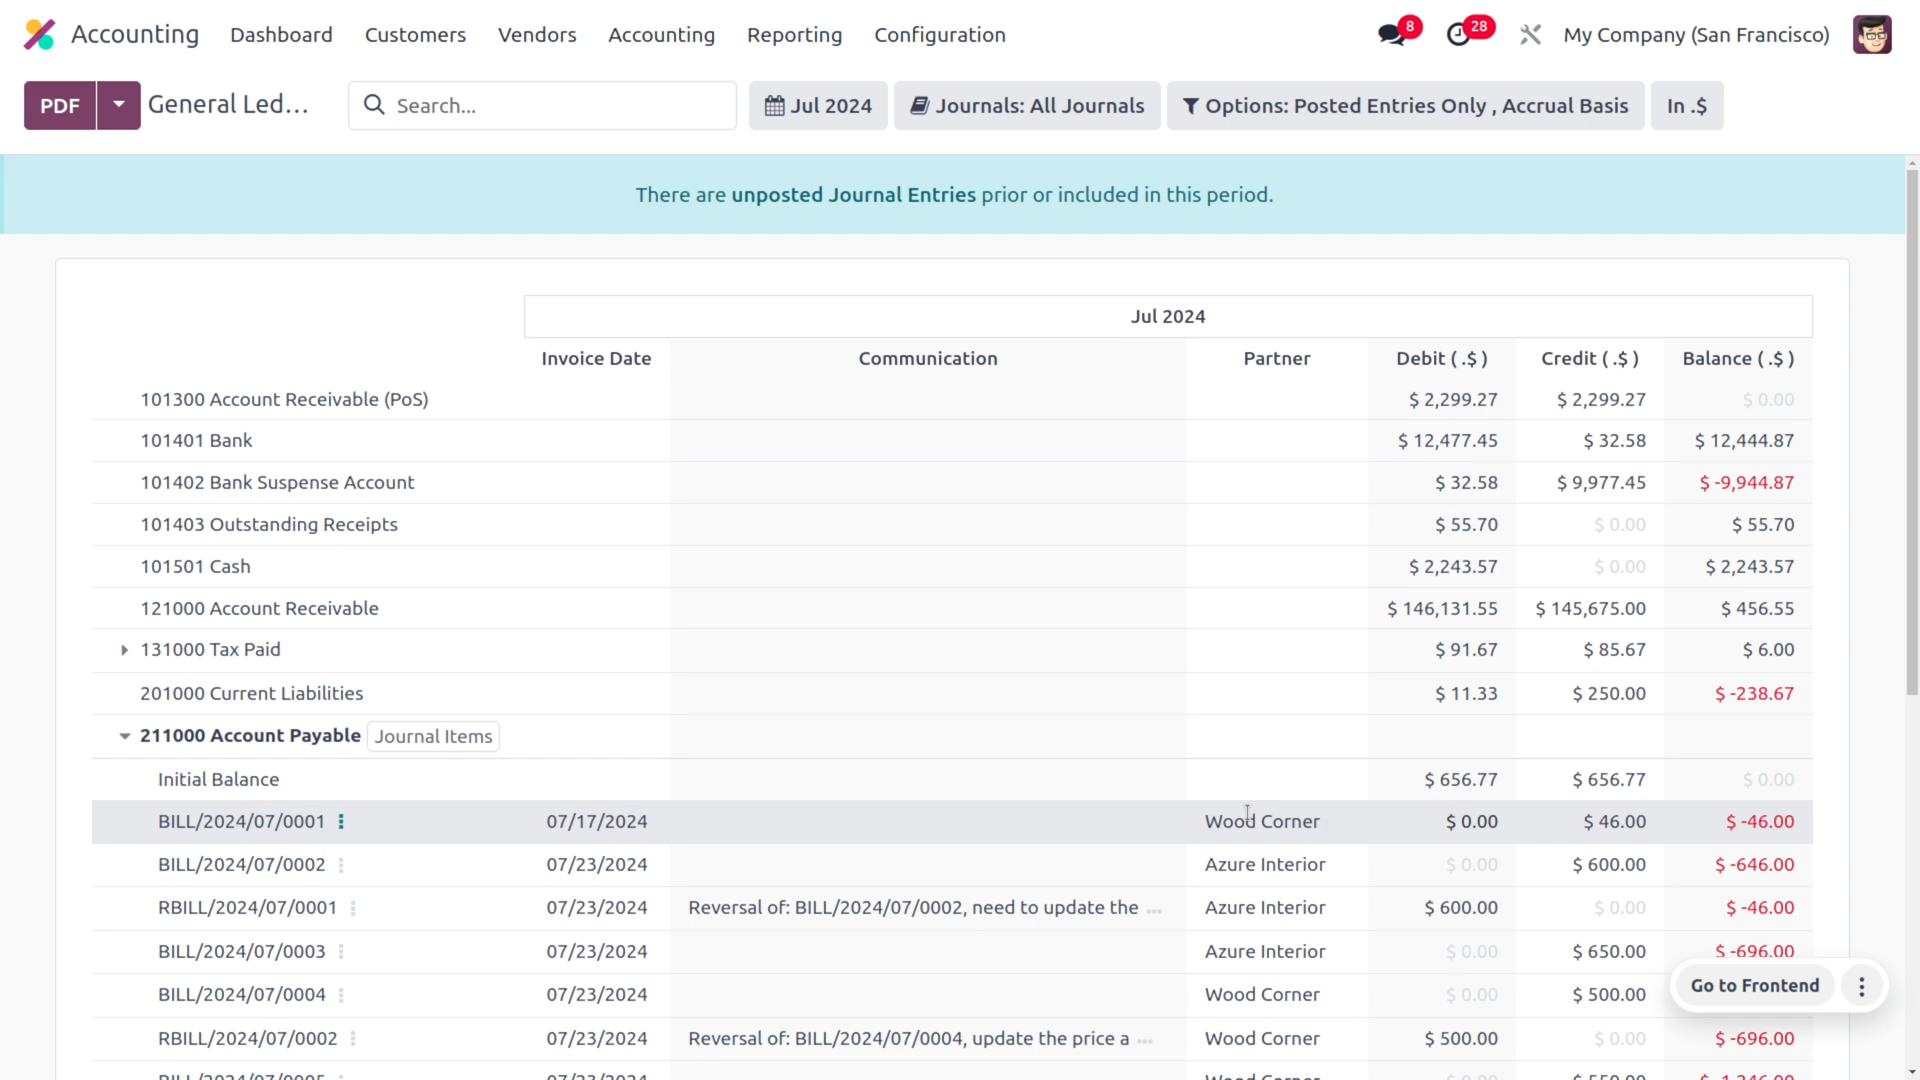 Accounting Dashboard Customers Vendors Accounting Reporting Configuration 8 28 My Company (San Francisco)
PDF General Led... Search... Jul 2024 Journals: All Journals Options: Posted Entries Only , Accrual Basis In .$
There are unposted Journal Entries prior or included in this period.
Jul 2024
Invoice Date Communication Partner Debit ( .$ ) Credit ( .$ ) Balance ( .$ )
101300 Account Receivable (PoS) $ 2,299.27 $ 2,299.27 $ 0.00
101401 Bank $ 12,477.45 $ 32.58 $ 12,444.87
101402 Bank Suspense Account $ 32.58 $ 9,977.45 $ -9,944.87
101403 Outstanding Receipts $ 55.70 $ 0.00 $ 55.70
101501 Cash $ 2,243.57 $ 0.00 $ 2,243.57
121000 Account Receivable $ 146,131.55 $ 145,675.00 $ 456.55
131000 Tax Paid $ 91.67 $ 85.67 $ 6.00
201000 Current Liabilities $ 11.33 $ 250.00 $ -238.67
211000 Account Payable Journal Items
Initial Balance $ 656.77 $ 656.77 $ 0.00
BILL/2024/07/0001 07/17/2024 Wood Corner $ 0.00 $ 46.00 $ -46.00
BILL/2024/07/0002 07/23/2024 Azure Interior $ 0.00 $ 600.00 $ -646.00
RBILL/2024/07/0001 07/23/2024 Reversal of: BILL/2024/07/0002, need to update the ... Azure Interior $ 600.00 $ 0.00 $ -46.00
BILL/2024/07/0003 07/23/2024 Azure Interior $ 0.00 $ 650.00 $ -696.00
Go to Frontend
BILL/2024/07/0004 07/23/2024 Wood Corner $ 0.00 $ 500.00
RBILL/2024/07/0002 07/23/2024 Reversal of: BILL/2024/07/0004, update the price a ... Wood Corner $ 500.00 $ 0.00 $ -696.00